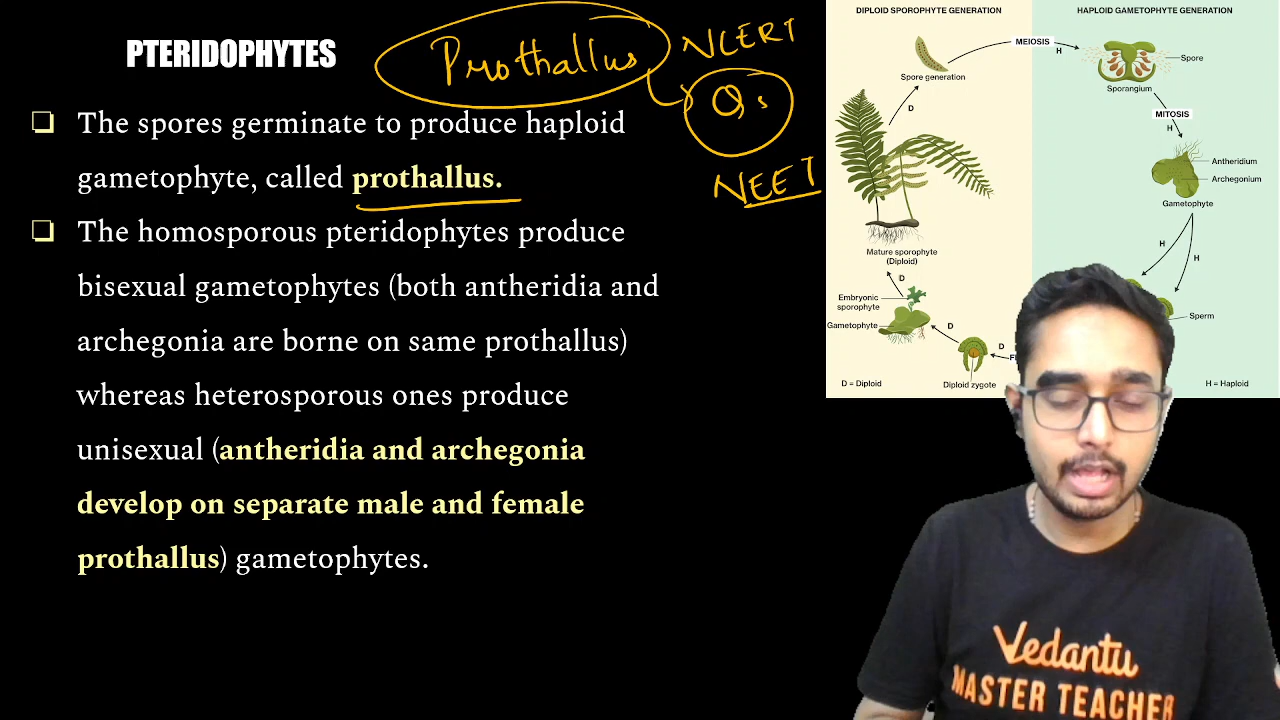 PTERIDOPHYTES
Prothallus
NCERT
Qs
NEET
❑ The spores germinate to produce haploid
gametophyte, called prothallus.
❑ The homosporous pteridophytes produce
bisexual gametophytes (both antheridia and
archegonia are borne on same prothallus)
whereas heterosporous ones produce
unisexual (antheridia and archegonia
develop on separate male and female
prothallus) gametophytes.
DIPLOID SPOROPHYTE GENERATION
HAPLOID GAMETOPHYTE GENERATION
MEIOSIS
H
Spore generation
Spore
Sporangium
D
MITOSIS
H
Antheridium
Archegonium
Gametophyte
Mature sporophyte
(Diploid)
H
H
D
Embryonic
sporophyte
Gametophyte
D
Sperm
D
D = Diploid
Diploid zygote
H = Haploid
Vedantu
MASTER TEACHER